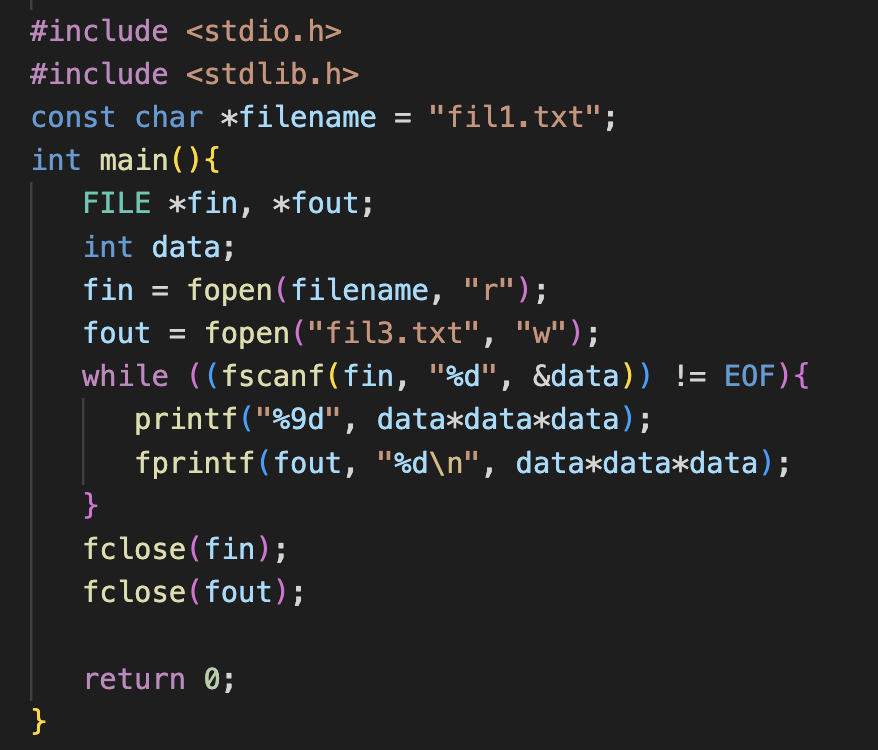 #include <stdio.h>
#include <stdlib.h>
const char *filename = "fil1.txt";
int main(){
   FILE *fin, *fout;
   int data;
   fin = fopen(filename, "r");
   fout = fopen("fil3.txt", "w");
   while ((fscanf(fin, "%d", &data)) != EOF){
      printf("%9d", data*data*data);
      fprintf(fout, "%d\n", data*data*data);
   }
   fclose(fin);
   fclose(fout);

   return 0;
}